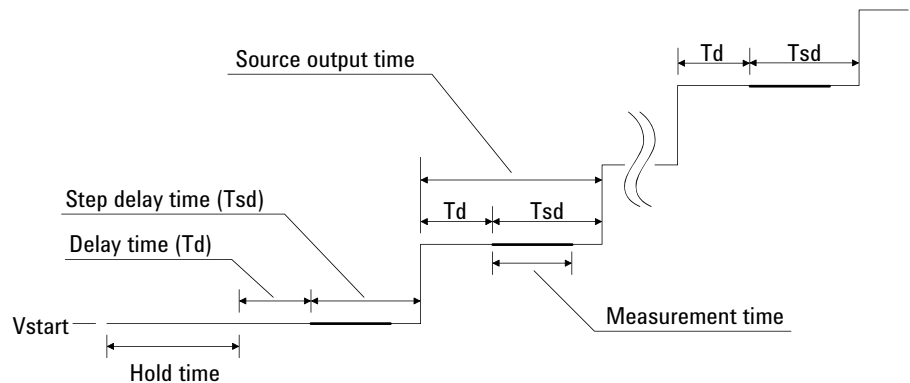 Td Tsd
Source output time
Step delay time (Tsd)
Td Tsd
Delay time (Td)
Measurement time
Vstart
Hold time